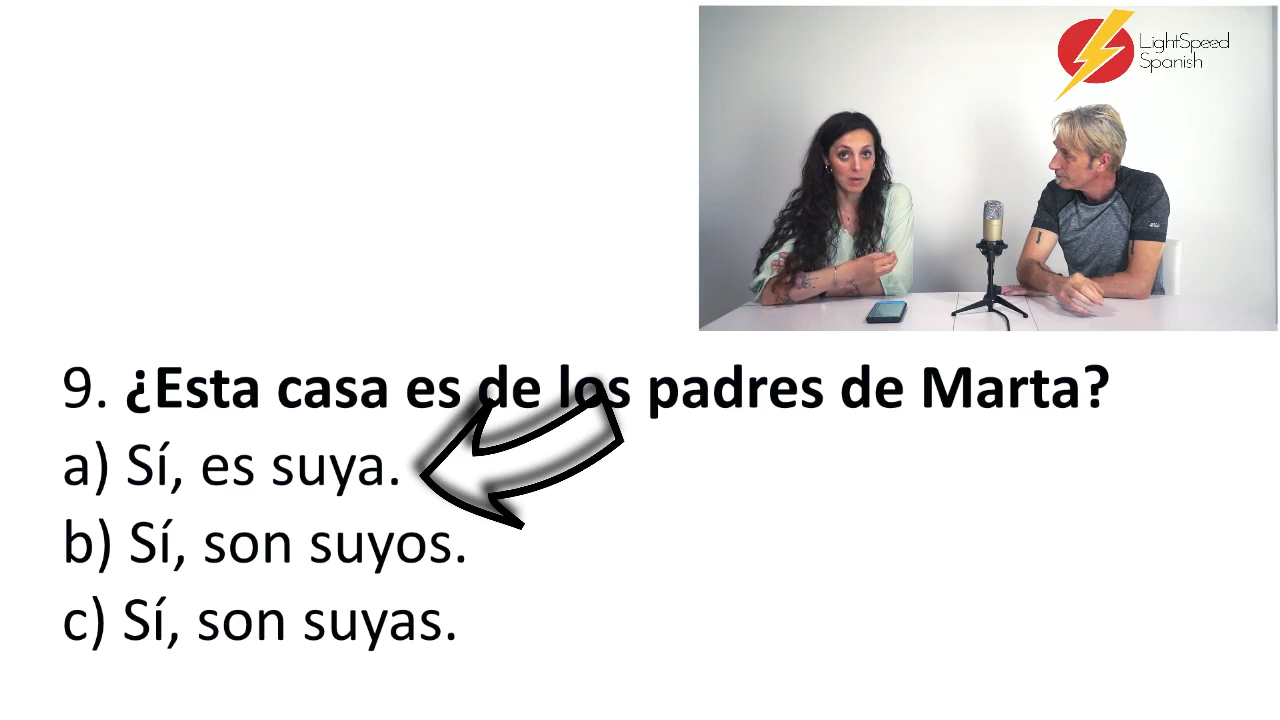 LightSpeed
Spanish
9. ¿Esta casa es de los padres de Marta?
a) Sí, es suya.
b) Sí, son suyos.
c) Sí, son suyas.